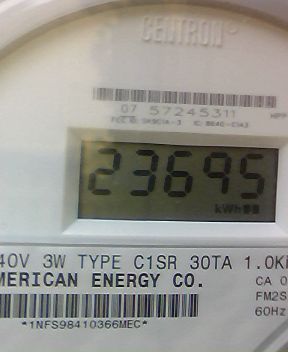 CENTRON
07 57245311
23695
kWh
40V 3W TYPE C1SR 30TA 1.0K
MERICAN ENERGY CO.
CA 0
FM2S
60Hz
*1NFS98410366MEC*